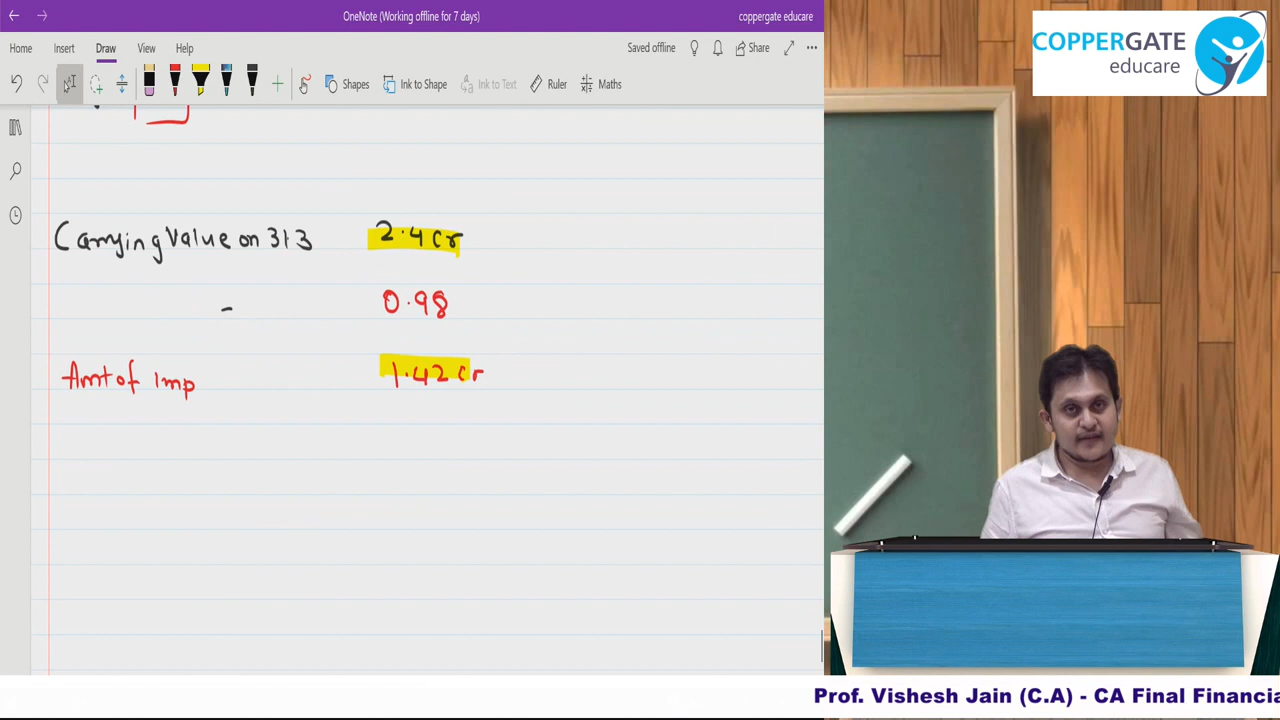 OneNote (Working offline for 7 days)
coppergate educare
Home Insert Draw View Help
Saved offline Share
Shapes Ink to Shape Ink to Text Ruler Maths
Carrying Value on 31.3 2.4 cr
- 0.98
Amt of Imp 1.42 cr
COPPERGATE
educare
Prof. Vishesh Jain (C.A) - CA Final Financia